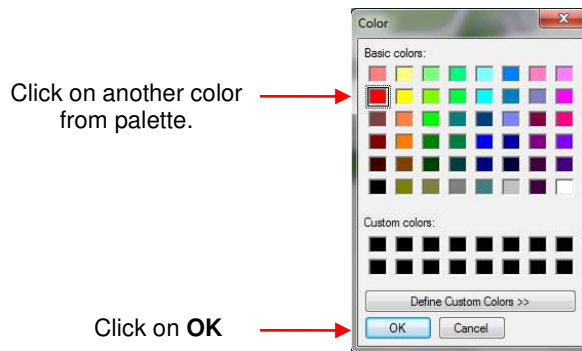 Color
Basic colors:
Click on another color
from palette.
Custom colors:
Define Custom Colors >>
Click on OK
OK
Cancel